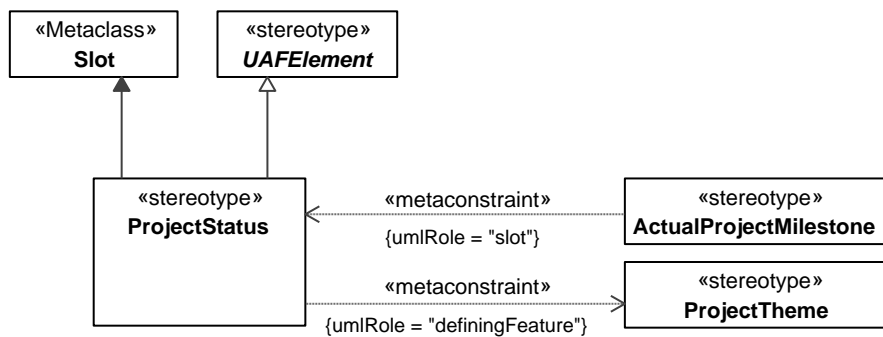 «Metaclass»
Slot
«stereotype»
UAFElement
«stereotype»
ProjectStatus
«metaconstraint»
{umlRole = "slot"}
«stereotype»
ActualProjectMilestone
«metaconstraint»
{umlRole = "definingFeature"}
«stereotype»
ProjectTheme